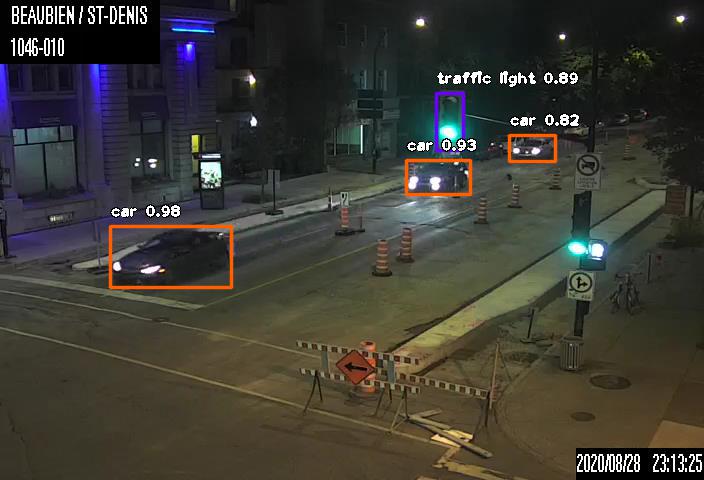 BEAUBIEN / ST-DENIS
1046-010
traffic light 0.89
car 0.82
car 0.93
car 0.98
2020/08/28 23:13:25